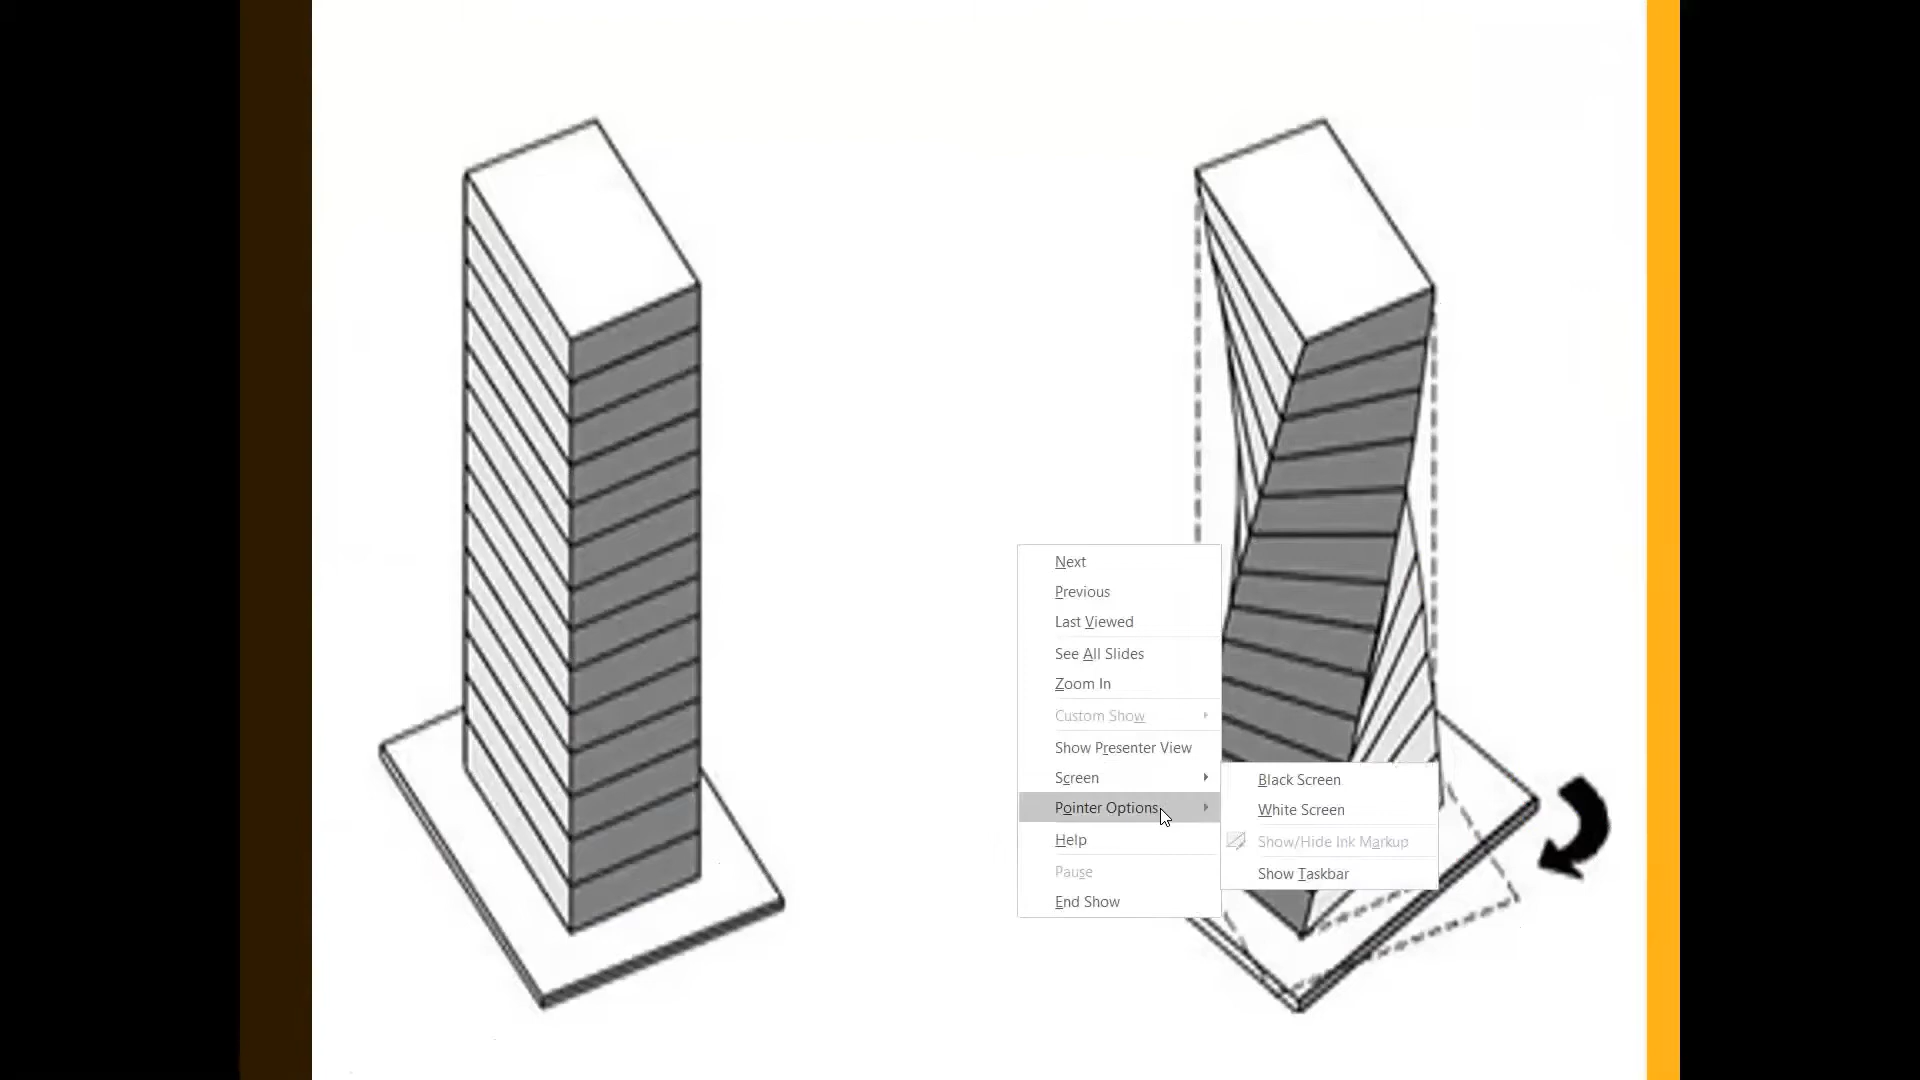 Next
Previous
Last Viewed
See All Slides
Zoom In
Custom Show
Show Presenter View
Screen
Pointer Options
Help
Pause
End Show
Black Screen
White Screen
Show/Hide Ink Markup
Show Taskbar